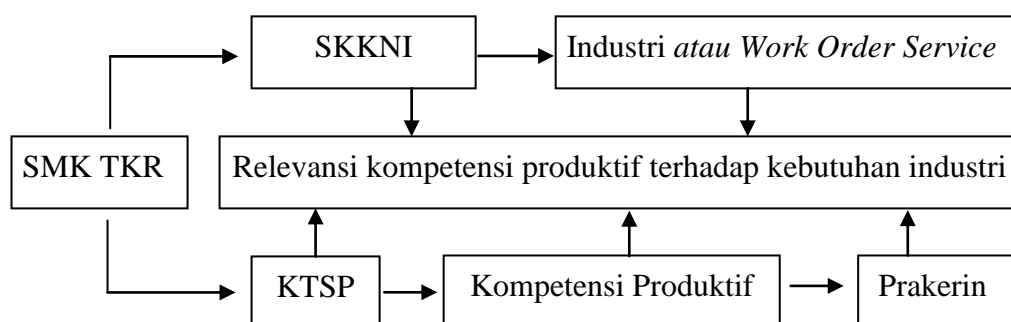 SKKNI
Industri atau Work Order Service
SMK TKR
Relevansi kompetensi produktif terhadap kebutuhan industri
KTSP
Kompetensi Produktif
Prakerin